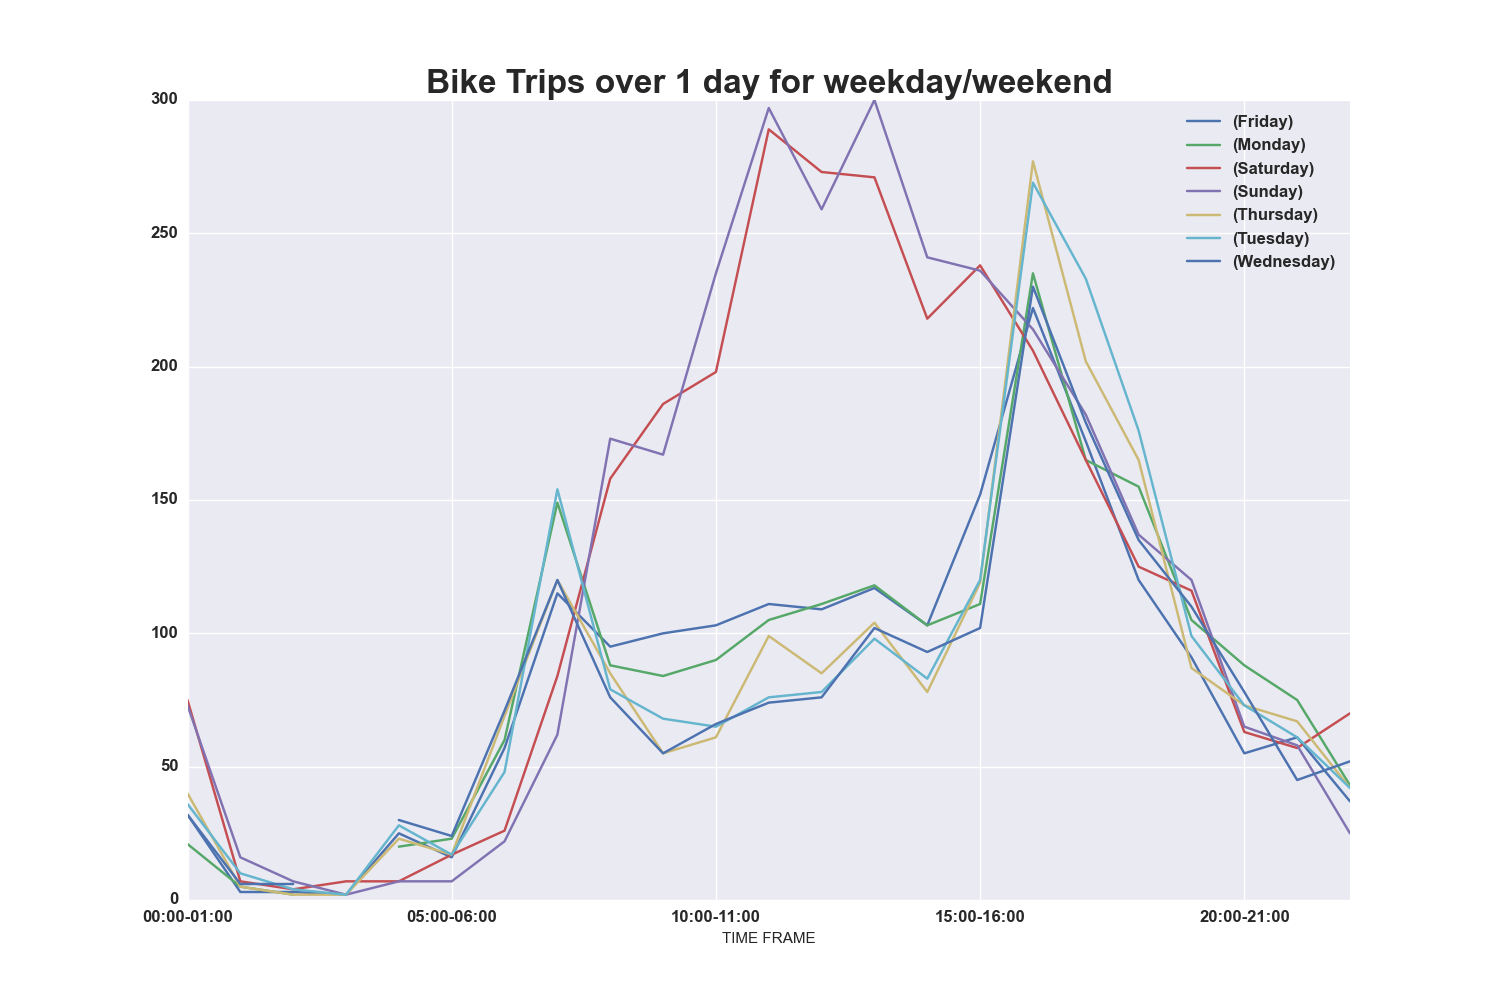 Bike Trips over 1 day for weekday/weekend
300
250
200
150
100
50
0
(Friday)
(Monday)
(Saturday)
(Sunday)
(Thursday)
(Tuesday)
(Wednesday)
00:00-01:00 05:00-06:00 10:00-11:00 15:00-16:00 20:00-21:00
TIME FRAME